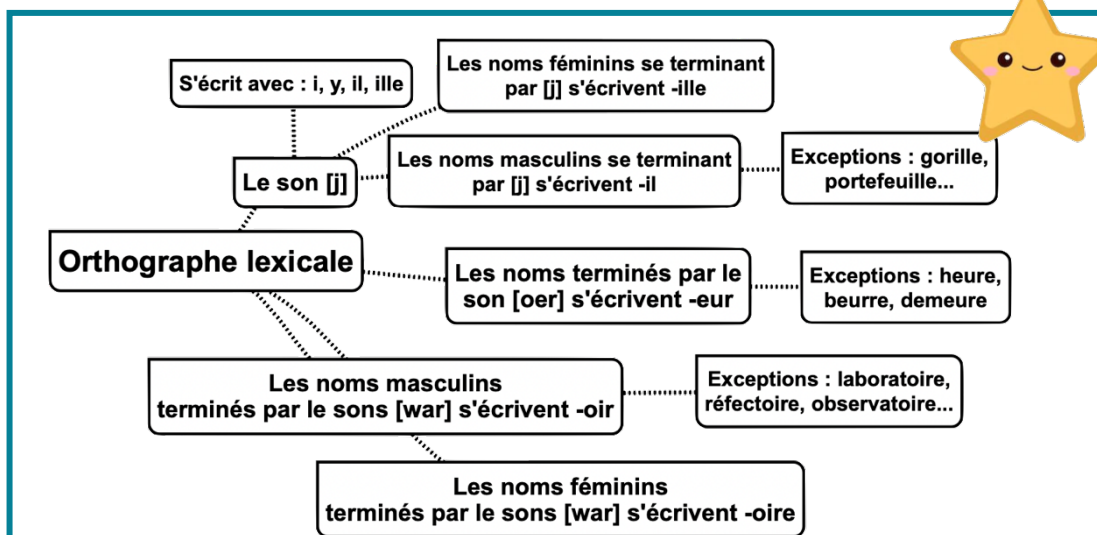 S'écrit avec : i, y, il, ille
Les noms féminins se terminant
par [j] s'écrivent -ille
Le son [j]
Les noms masculins se terminant
par [j] s'écrivent -il
Exceptions : gorille,
portefeuille...
Orthographe lexicale
Les noms terminés par le
son [oer] s'écrivent -eur
Exceptions : heure,
beurre, demeure
Les noms masculins
terminés par le sons [war] s'écrivent -oir
Exceptions : laboratoire,
réfectoire, observatoire...
Les noms féminins
terminés par le sons [war] s'écrivent -oire